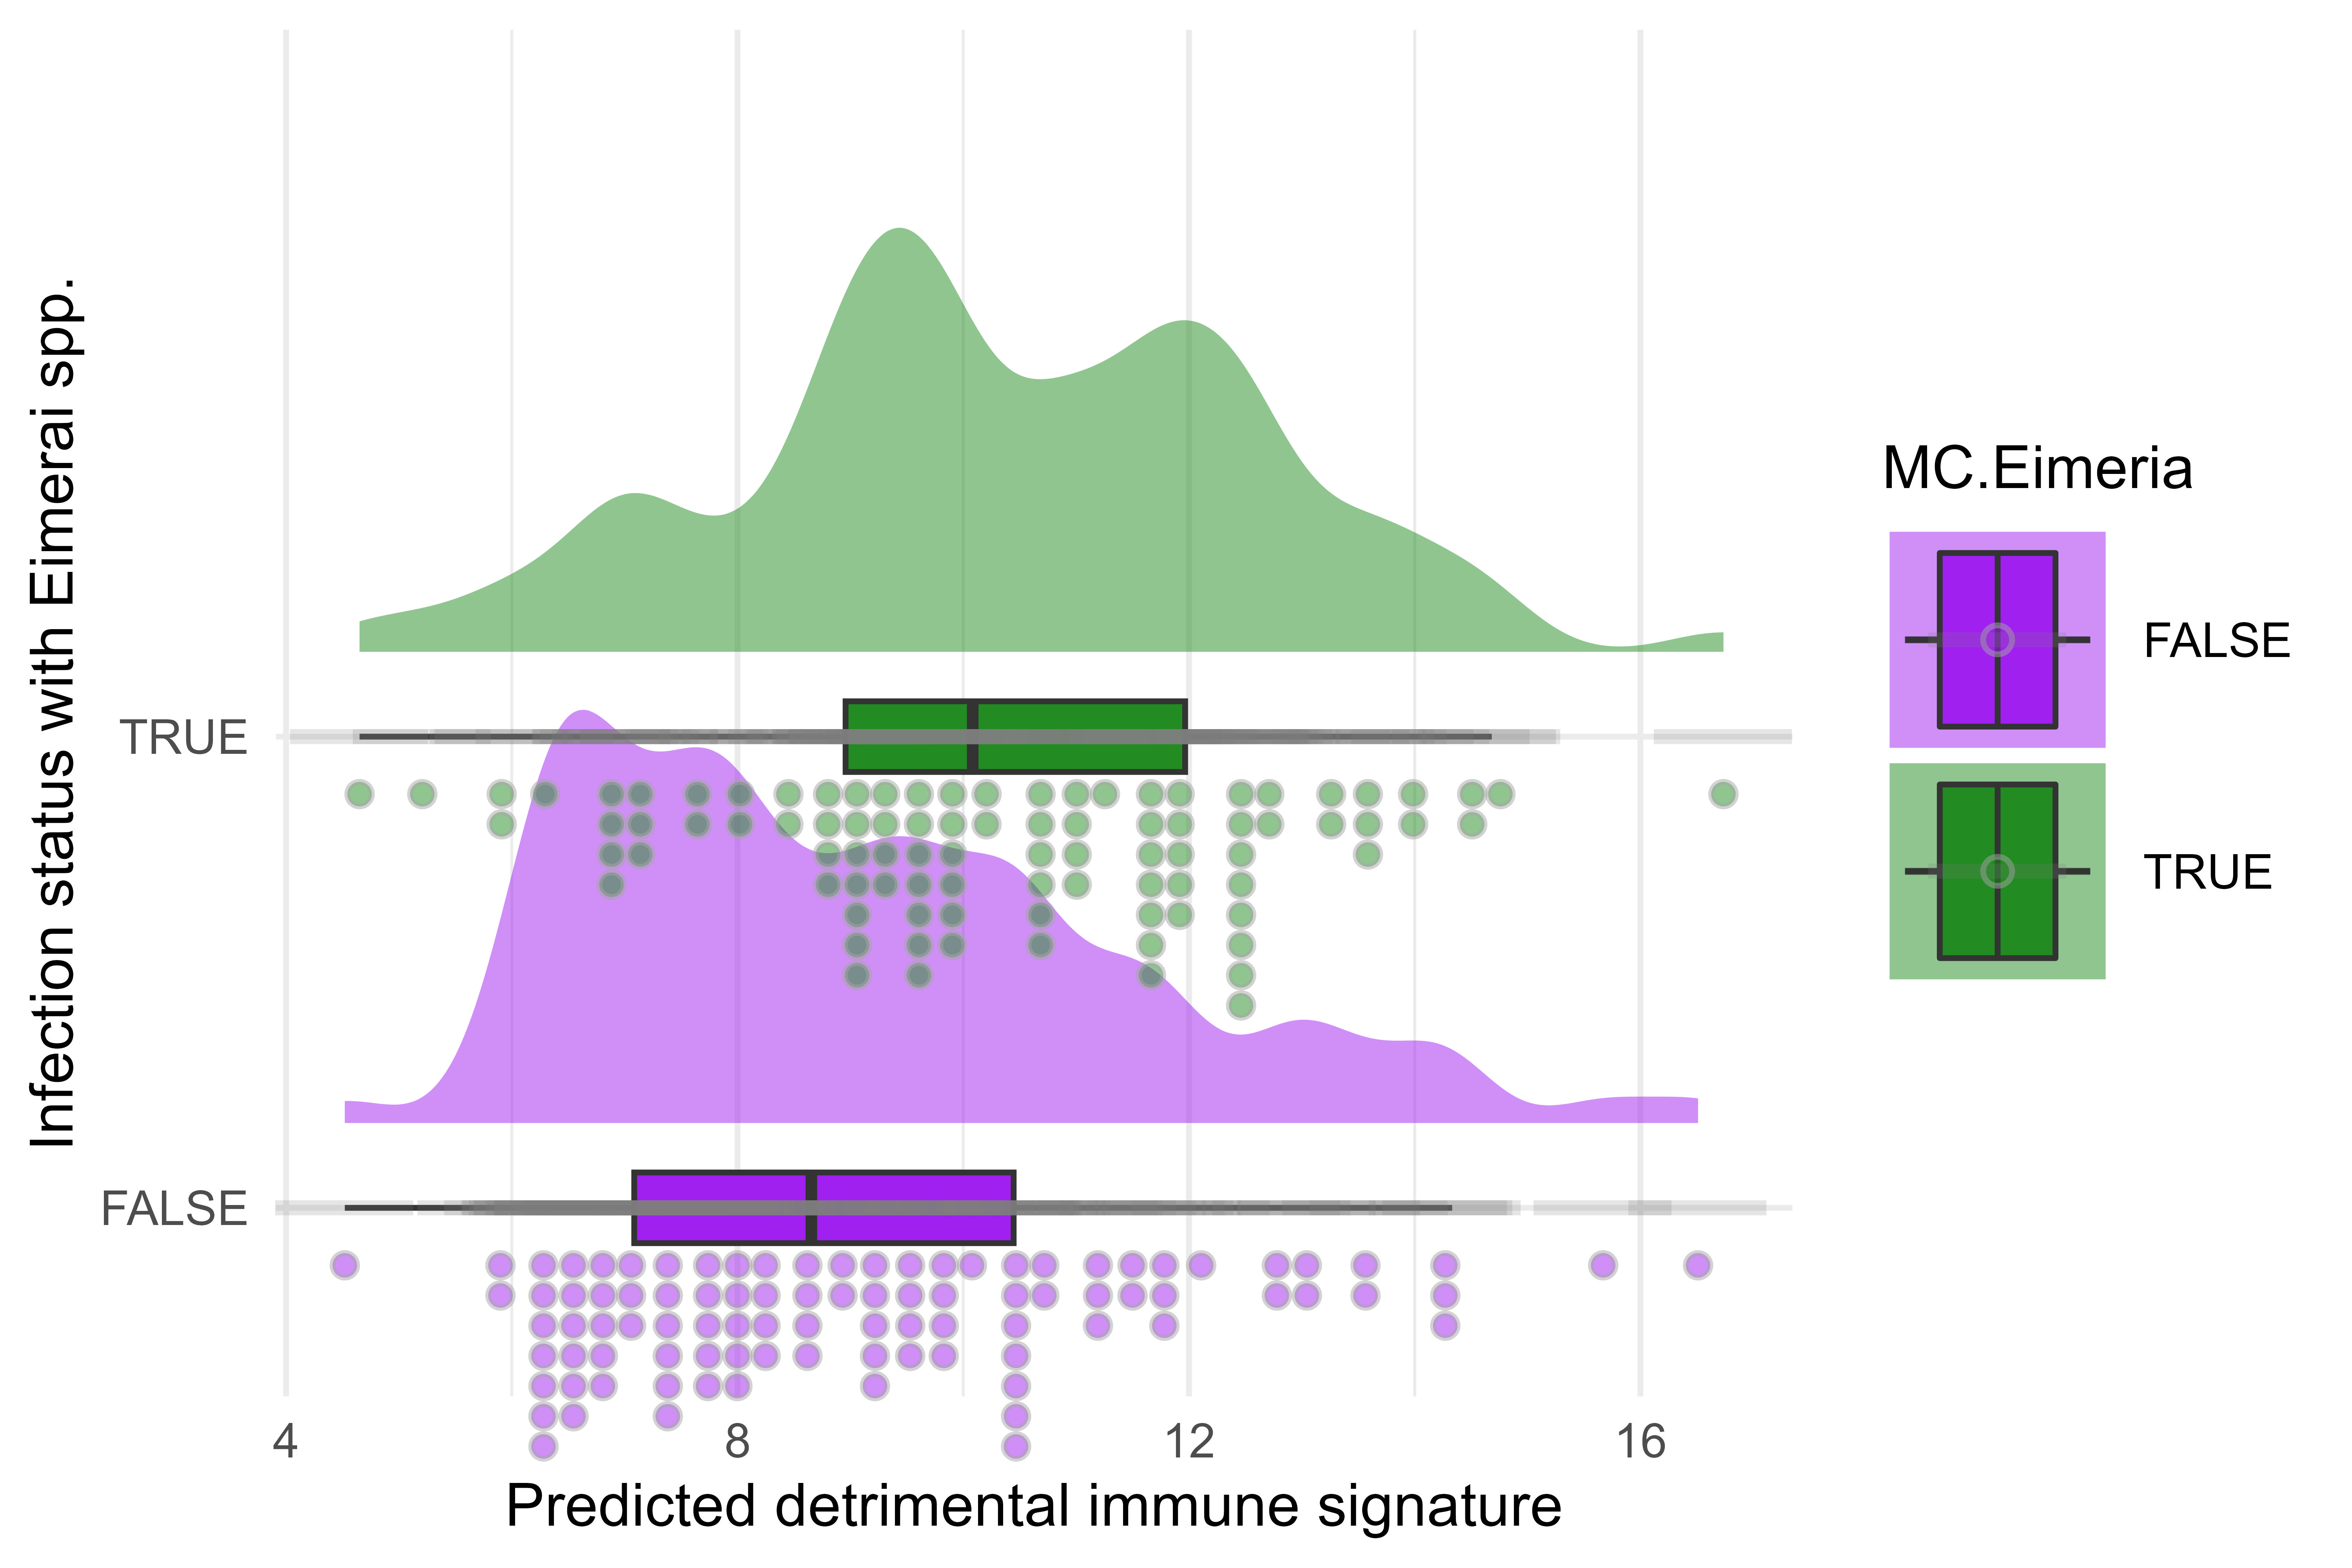 Infection status with Eimerai spp.
TRUE
FALSE
4 8 12 16
Predicted detrimental immune signature
MC.Eimeria
FALSE
TRUE